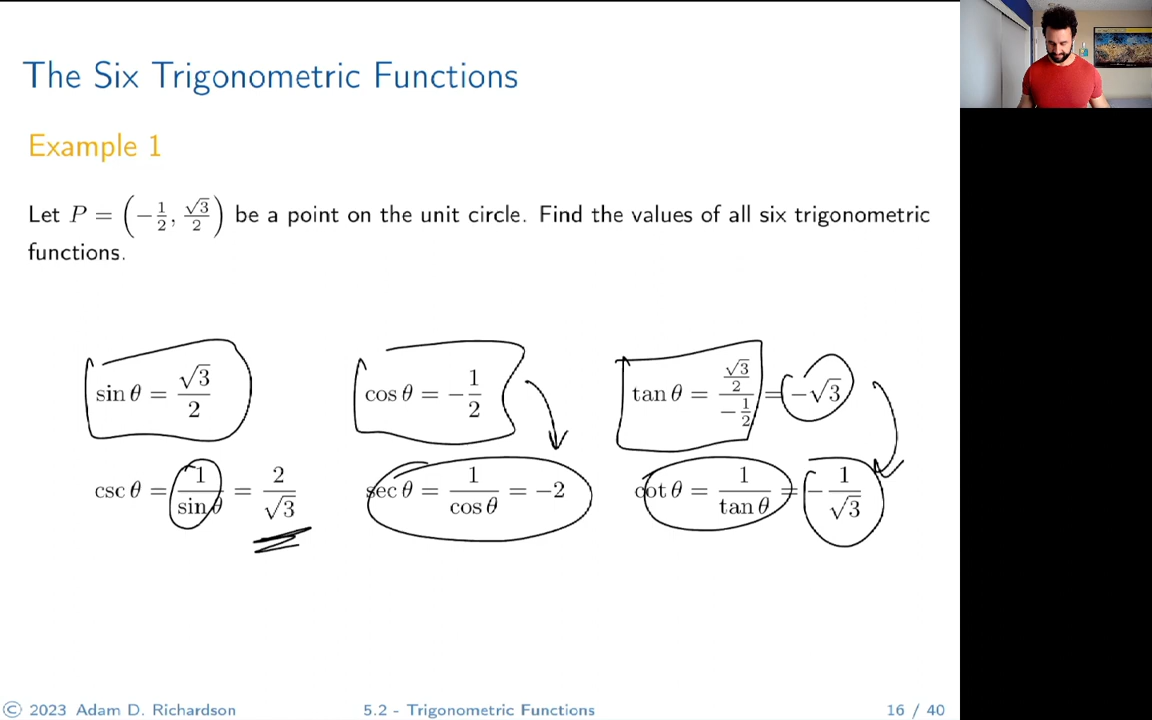 The Six Trigonometric Functions
Example 1
Let P = (−1/2, √3/2) be a point on the unit circle. Find the values of all six trigonometric
functions.
sin θ = √3/2    cos θ = −1/2    tan θ = (√3/2)/(−1/2) = −√3
csc θ = 1/sin θ = 2/√3    sec θ = 1/cos θ = −2    cot θ = 1/tan θ = −1/√3
© 2023 Adam D. Richardson    5.2 - Trigonometric Functions    16 / 40